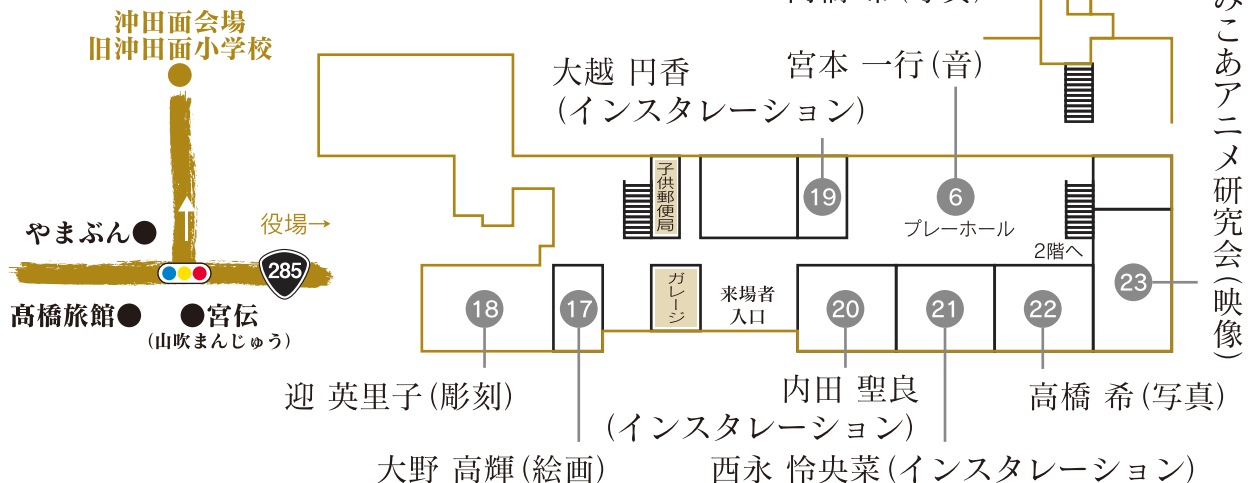 沖田面会場
旧沖田面小学校
やまぶん
役場→
285
髙橋旅館
宮伝
(山吹まんじゅう)
大越 円香
(インスタレーション)
宮本 一行(音)
子供郵便局
19
6
プレーホール
2階へ
ガレージ
来場者
入口
18
17
20
21
22
23
みこあアニメ研究会(映像)
迎 英里子(彫刻)
内田 聖良
(インスタレーション)
高橋 希(写真)
大野 高輝(絵画)
西永 怜央菜(インスタレーション)